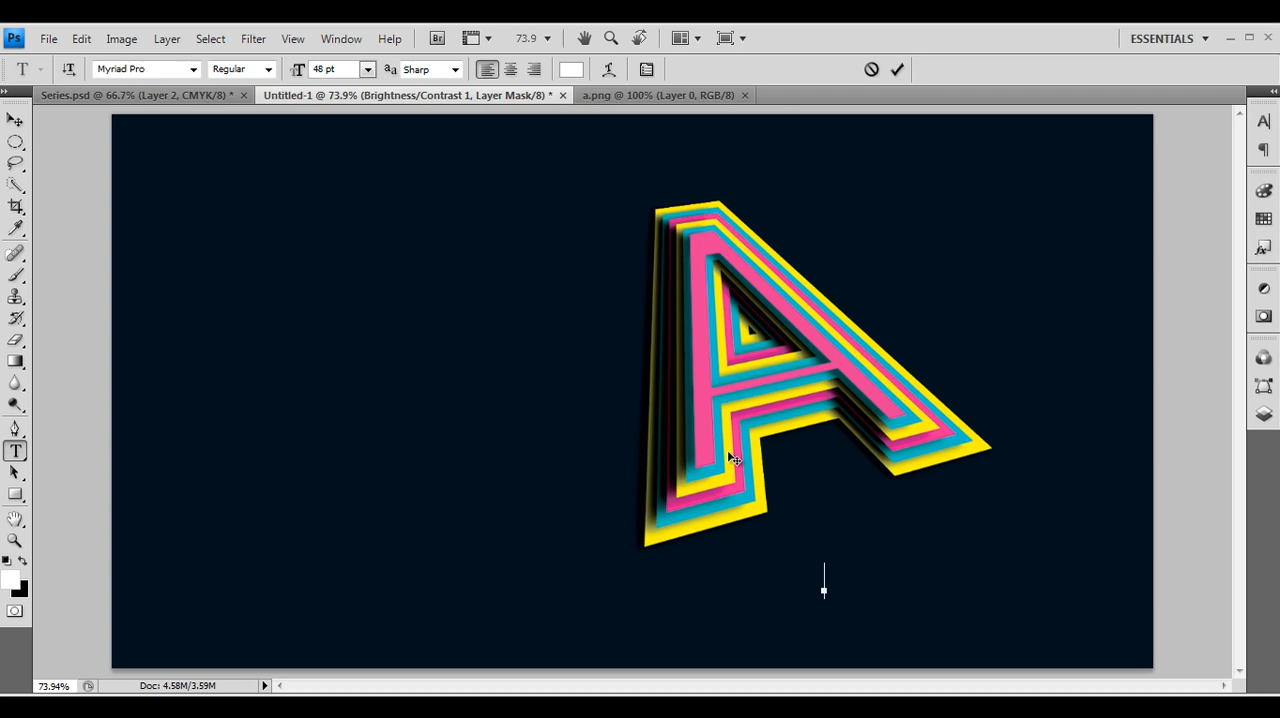 Ps File Edit Image Layer Select Filter View Window Help Br 73.9 ESSENTIALS
T Myriad Pro Regular T 48 pt aa Sharp
Series.psd @ 66.7% (Layer 2, CMYK/8) * Untitled-1 @ 73.9% (Brightness/Contrast 1, Layer Mask/8) * a.png @ 100% (Layer 0, RGB/8)
A
T
73.94% Doc: 4.58M/3.59M